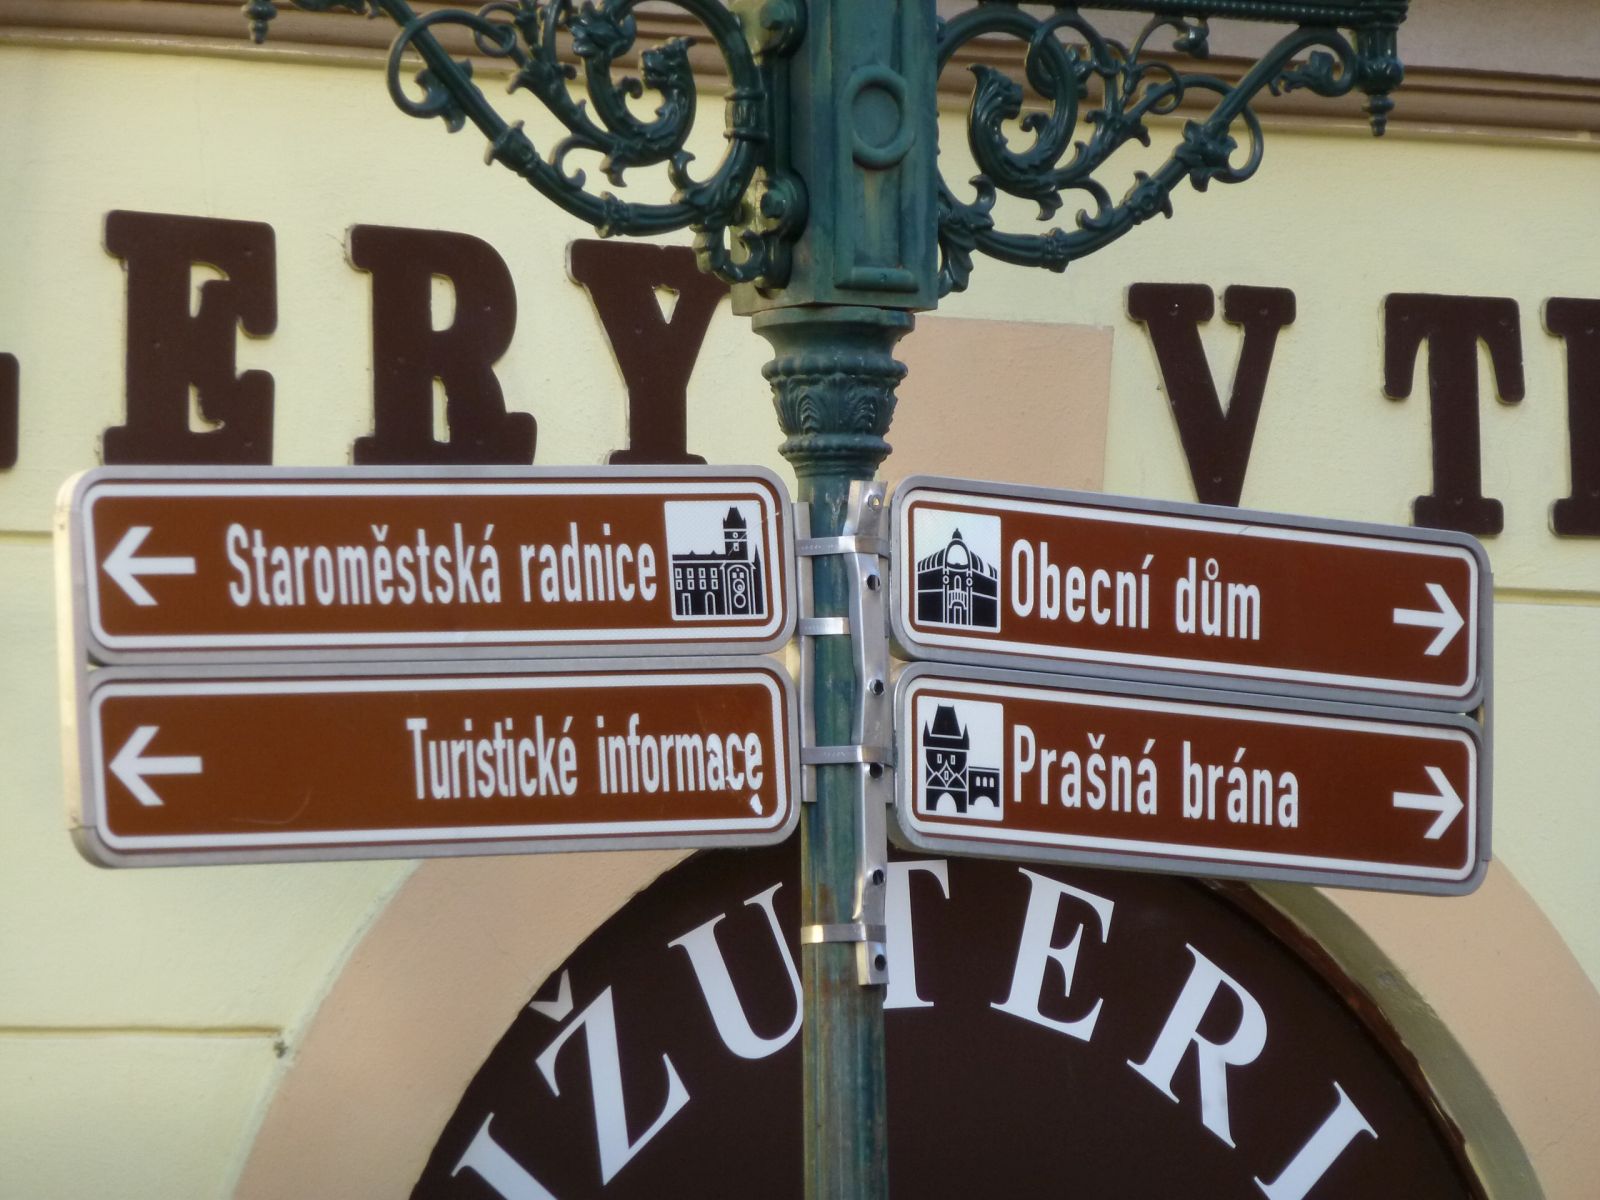 ERY V
Staroměstská radnice
Turistické informace
Obecní dům
Prašná brána
IŽUTERI